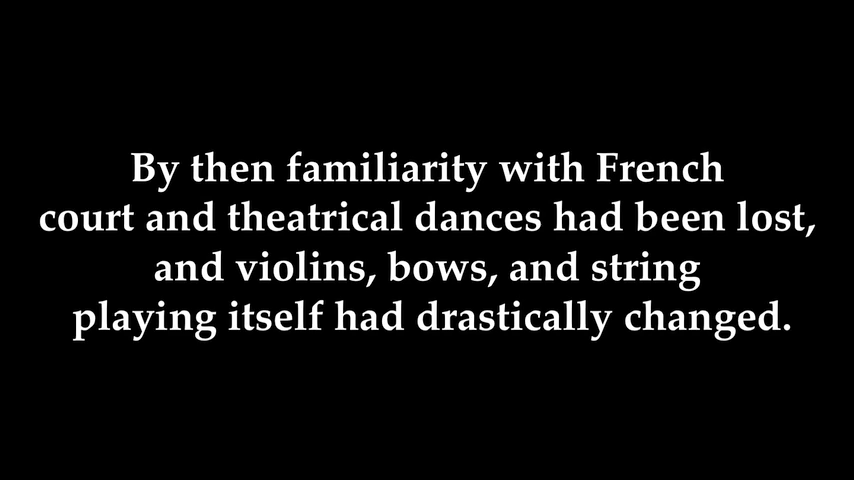 By then familiarity with French
court and theatrical dances had been lost,
and violins, bows, and string
playing itself had drastically changed.